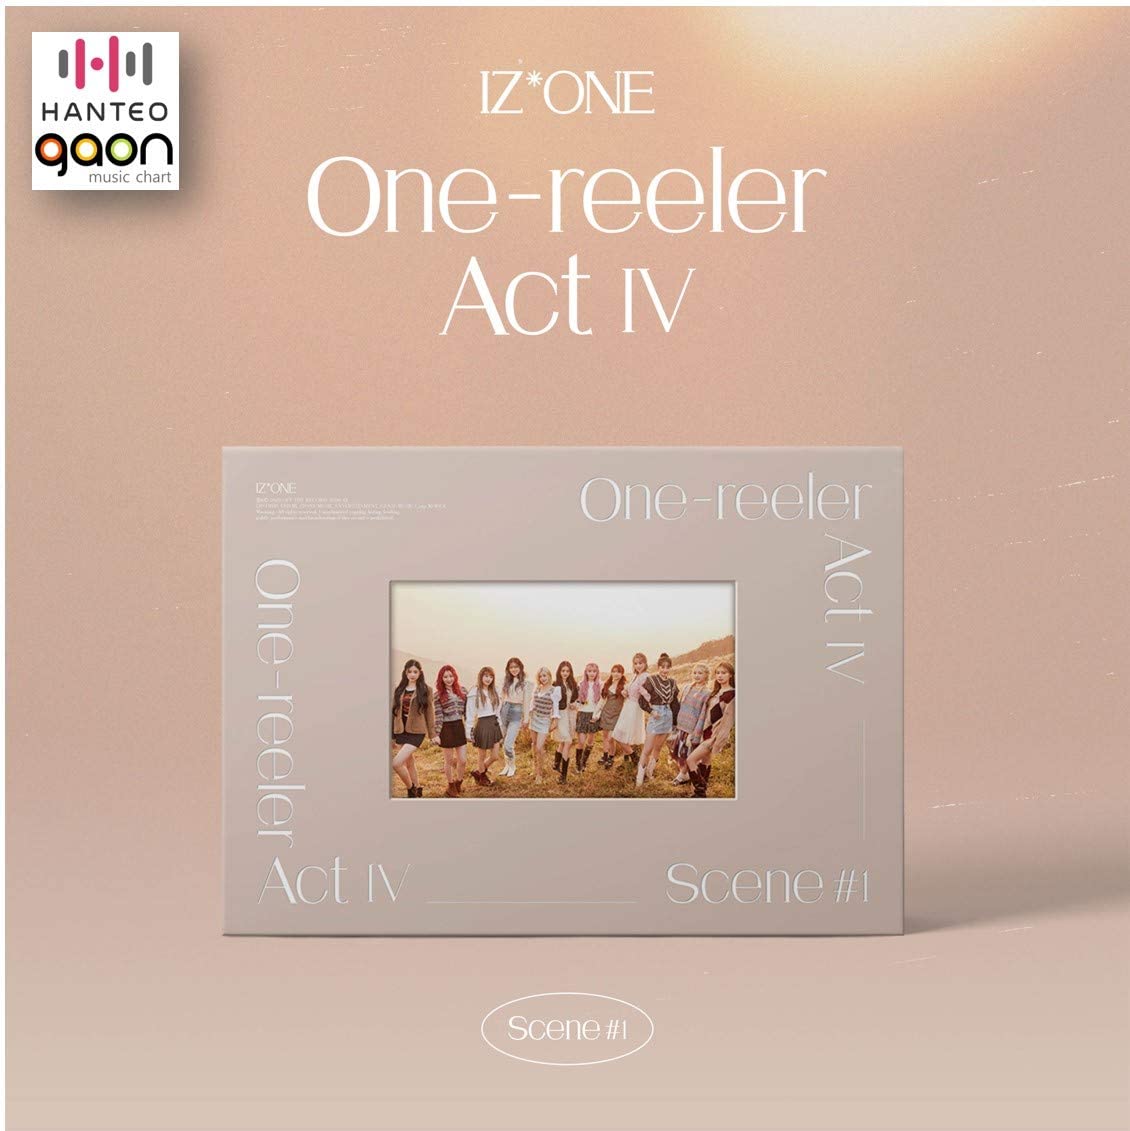 HANTEO
gaon
music chart
IZ*ONE
One-reeler
Act IV
IZ*ONE
One-reeler
Act IV
One-reeler
Act IV
Scene #1
Scene #1